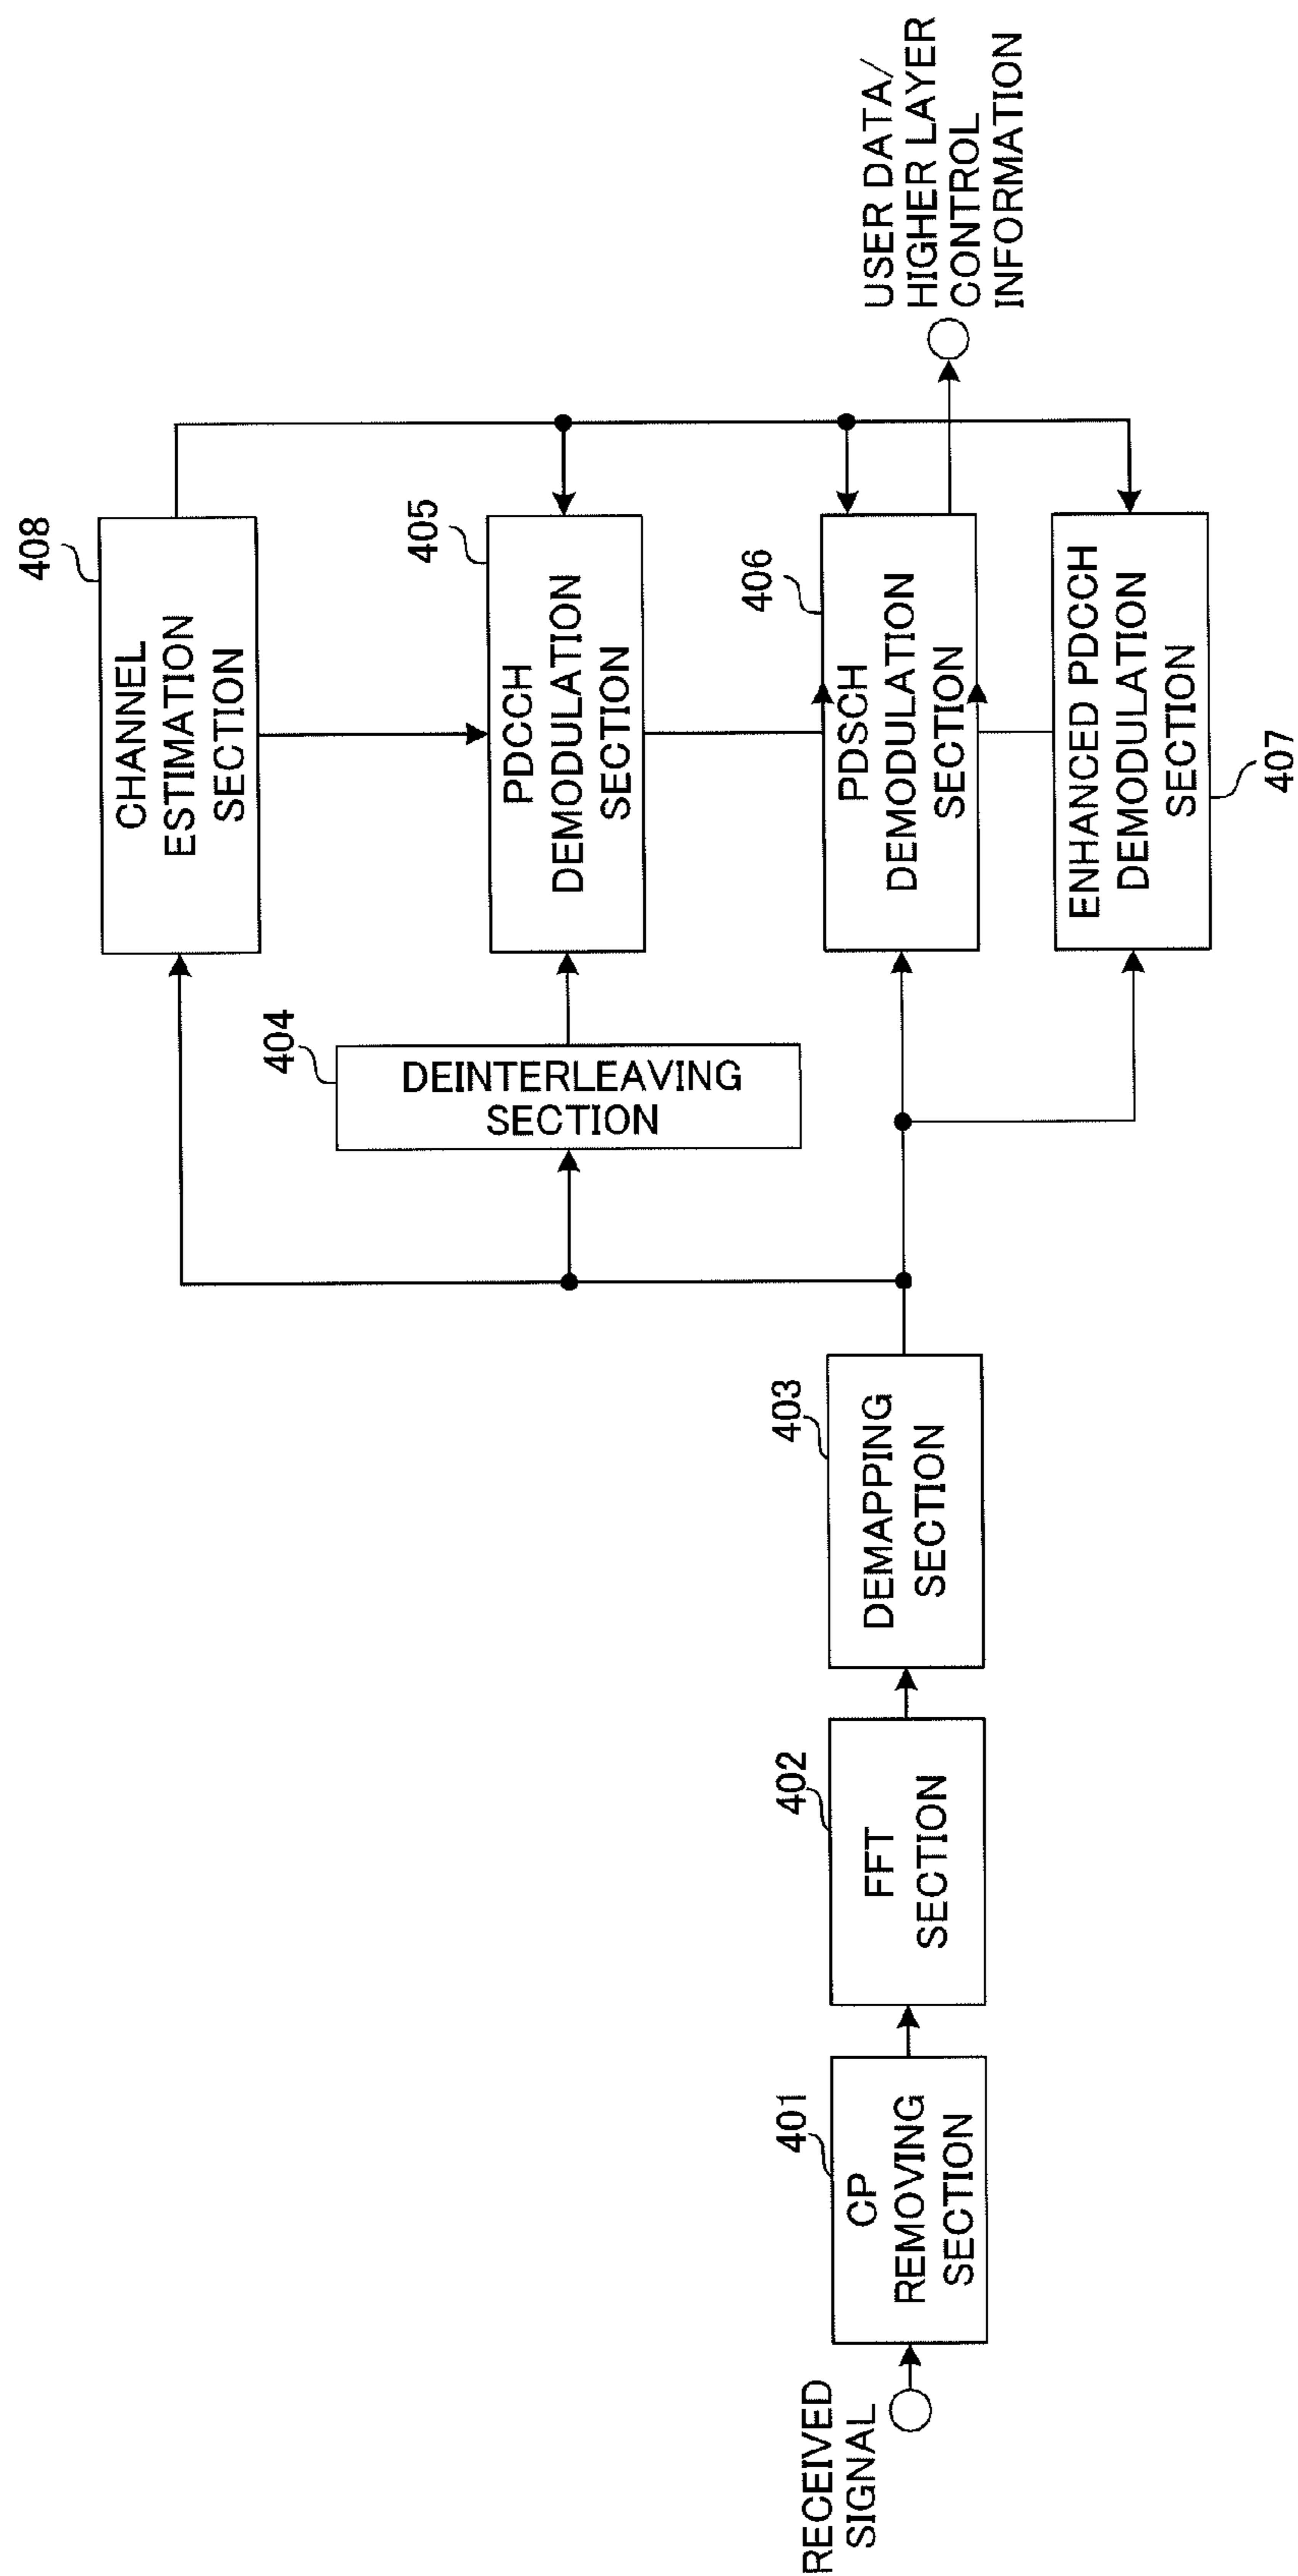 RECEIVED
SIGNAL
401
CP
REMOVING
SECTION
402
FFT
SECTION
403
DEMAPPING
SECTION
404
DEINTERLEAVING
SECTION
408
CHANNEL
ESTIMATION
SECTION
405
PDCCH
DEMODULATION
SECTION
406
PDSCH
DEMODULATION
SECTION
ENHANCED PDCCH
DEMODULATION
SECTION
407
USER DATA/
HIGHER LAYER
CONTROL
INFORMATION